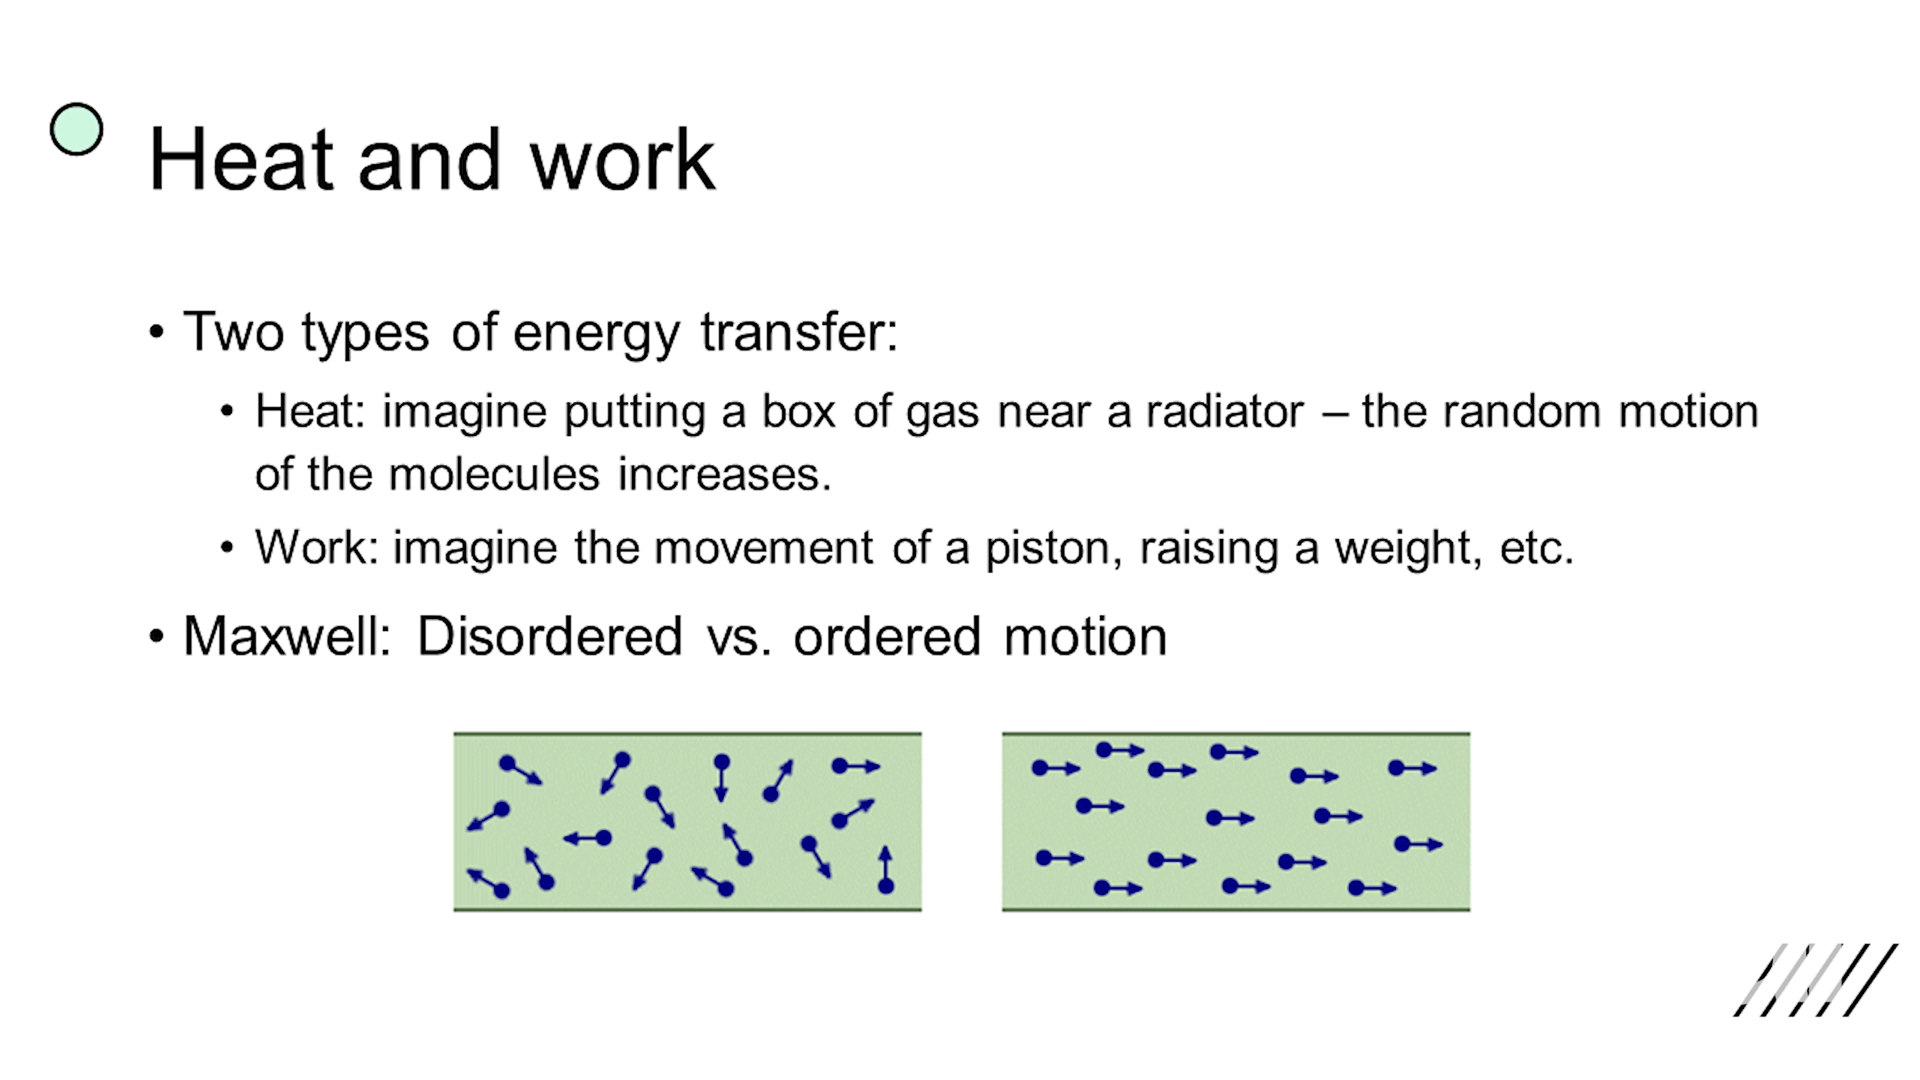 Heat and work
• Two types of energy transfer:
• Heat: imagine putting a box of gas near a radiator – the random motion
of the molecules increases.
• Work: imagine the movement of a piston, raising a weight, etc.
• Maxwell: Disordered vs. ordered motion